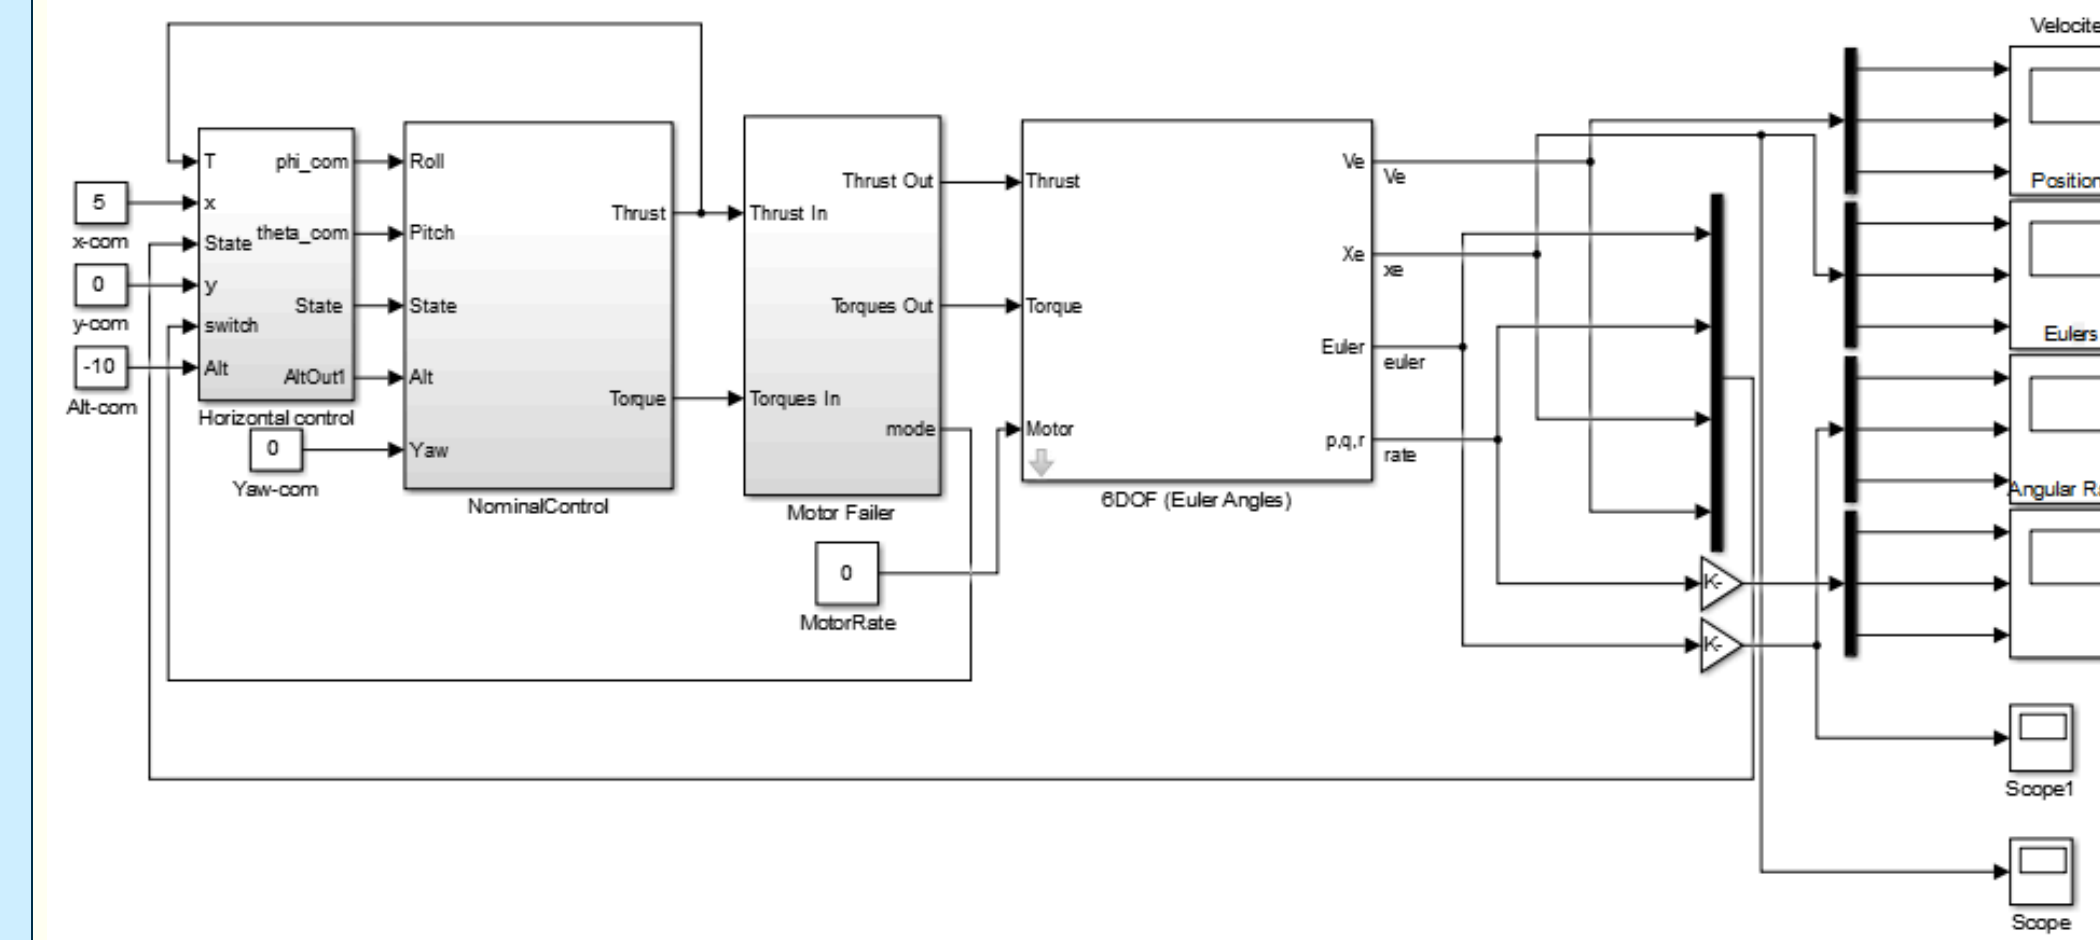 Velocite
T
phi_com
x
State
theta_com
y
State
switch
Alt
AltOut1
Horizontal control
5
x-com
0
y-com
-10
Alt-com
0
Yaw-com
Roll
Pitch
State
Alt
Yaw
Thrust
Torque
NominalControl
Thrust In
Torques In
Thrust Out
Torques Out
mode
Motor Failer
0
MotorRate
Thrust
Torque
Motor
Ve
Xe
Euler
p,q,r
6DOF (Euler Angles)
Ve
xe
euler
rate
K-
K-
Position
Eulers
Angular Ra
Scope1
Scope